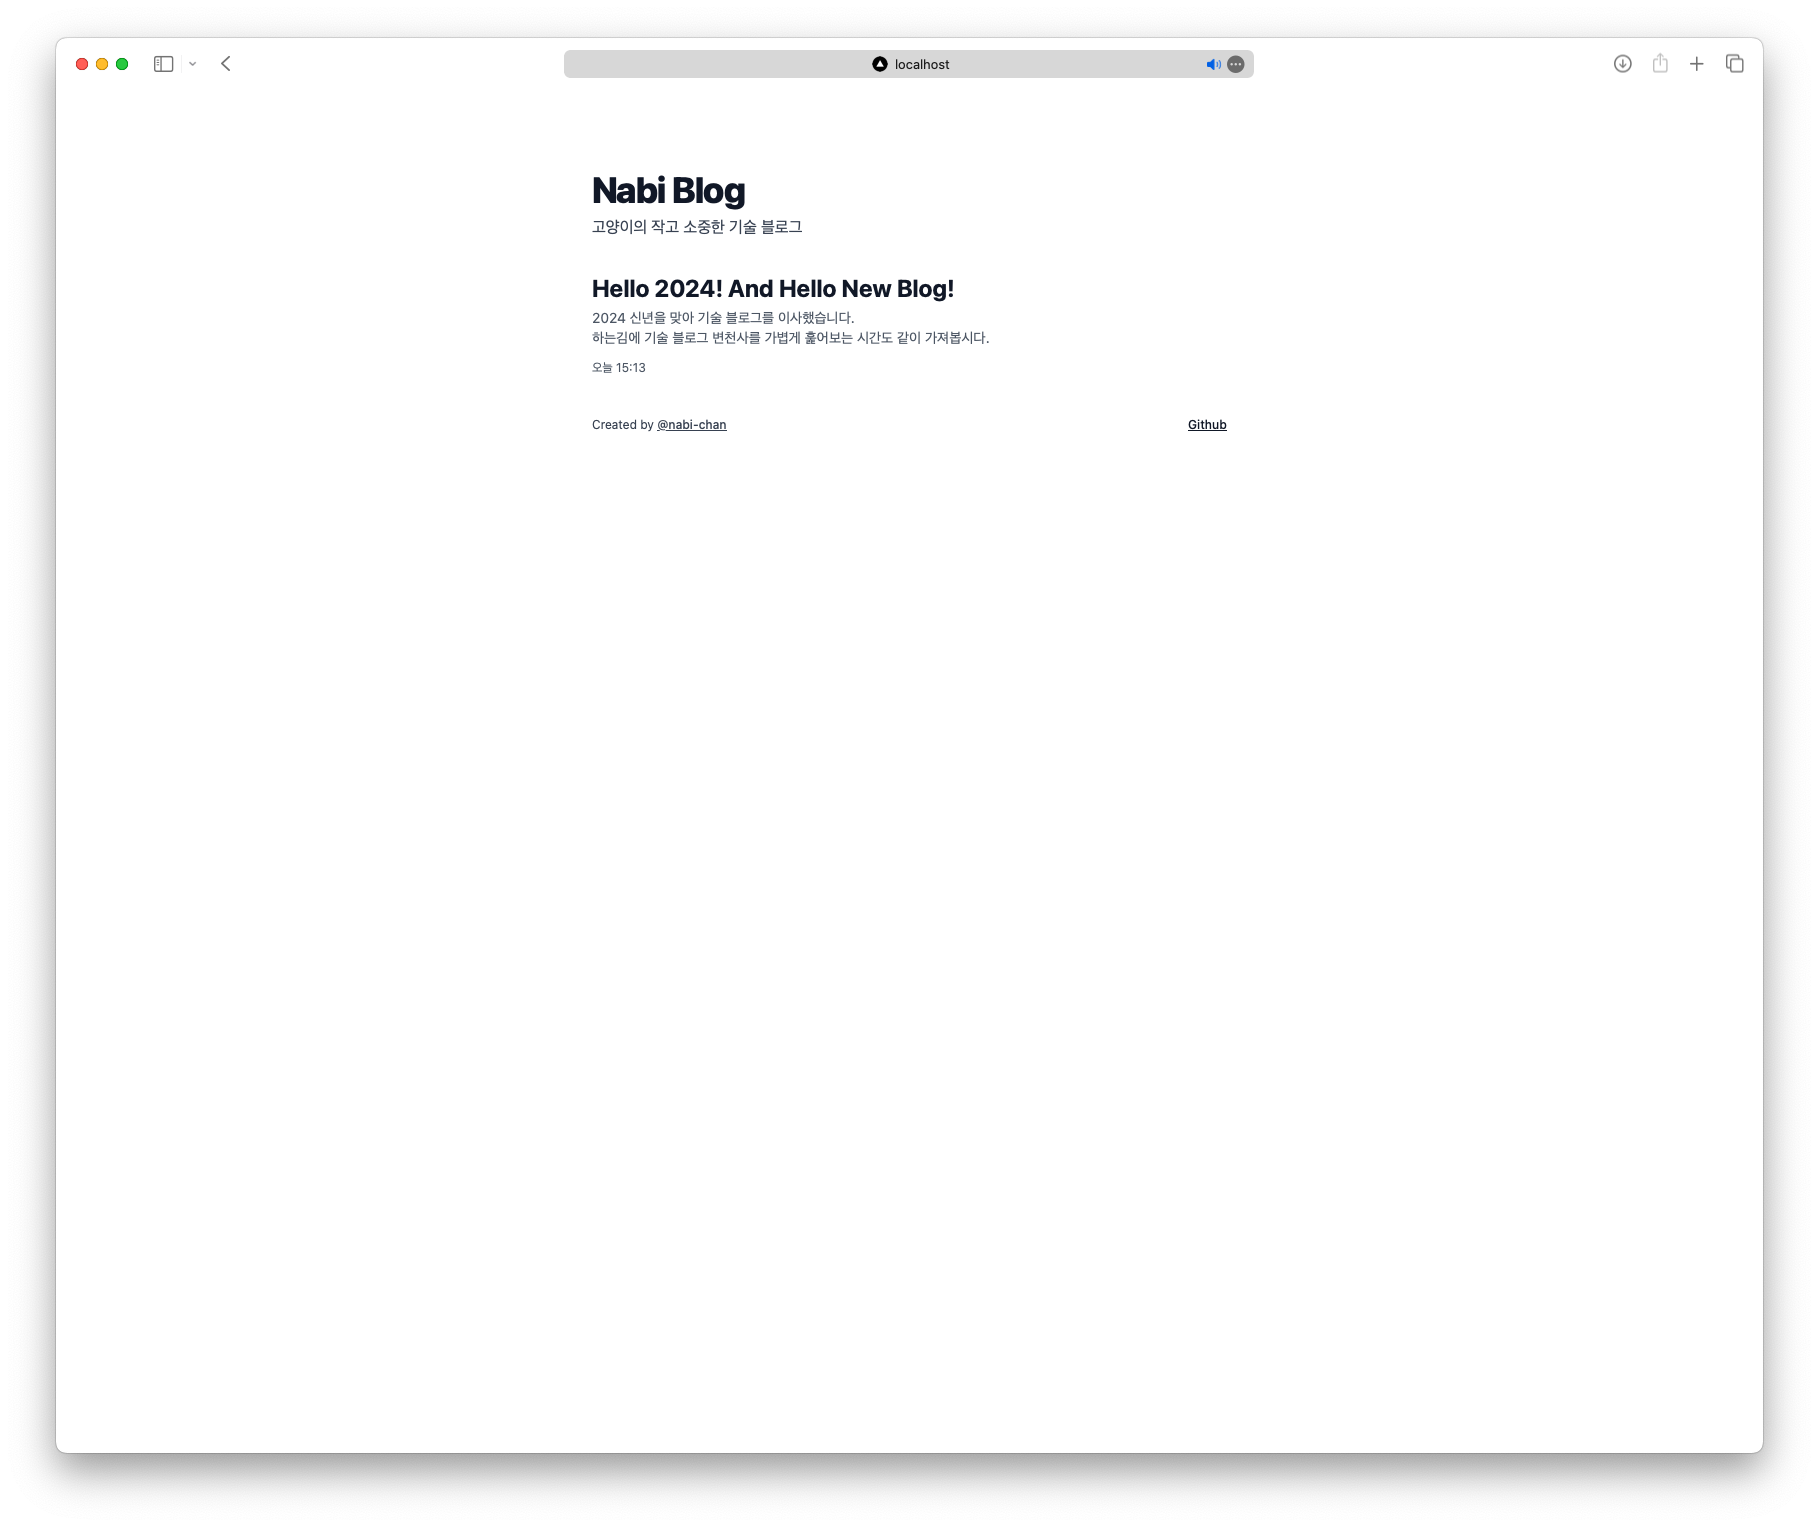 localhost
Nabi Blog
고양이의 작고 소중한 기술 블로그
Hello 2024! And Hello New Blog!
2024 신년을 맞아 기술 블로그를 이사했습니다.
하는김에 기술 블로그 변천사를 가볍게 훑어보는 시간도 같이 가져봅시다.
오늘 15:13
Created by @nabi-chan
Github